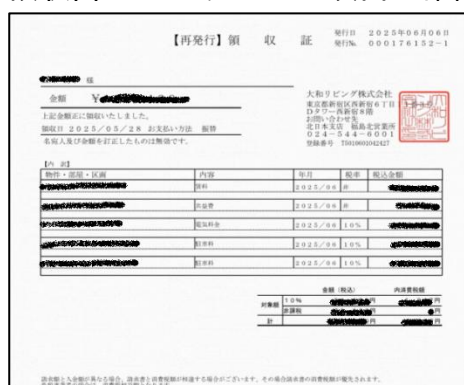 【再発行】領 収 証
発行日 2025年06月06日
発行No. 000176152-1
様
金額 ¥
上記金額正に領収いたしました。
領収日 2025/05/28 お支払い方法 振替
名宛人及び金額を訂正したものは無効です。
大和リビング株式会社
東京都新宿区西新宿6丁目
Dタワー西新宿8階
お問い合わせ先
北日本支店 福島北営業所
024-544-6001
登録番号
【内 訳】
物件・部屋・区画 内容 年月 税率 税込金額
賃料 2025/06 非
共益費 2025/06 非
電気料金 2025/06 10%
駐車料 2025/06 10%
駐車料 2025/06 10%
金額(税込) 内消費税額
対象額 10% 円 円
非課税 円 円
計 円 円
請求額と入金額が異なる場合、請求書と消費税額が相違する場合がございます。その場合請求書の消費税額が優先されます。